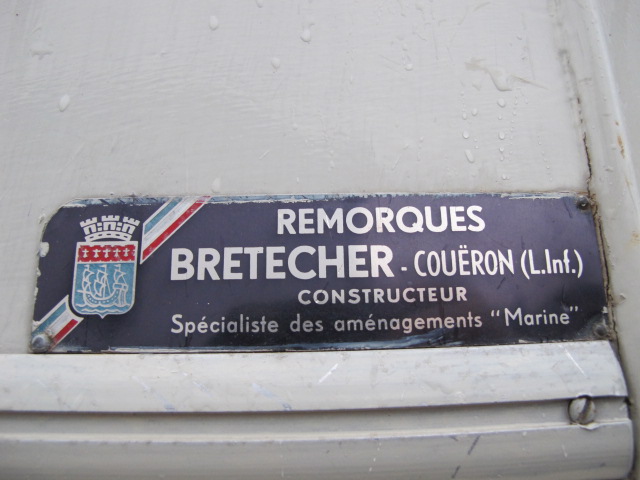 REMORQUES
BRETECHER - COUËRON (L.Inf.)
CONSTRUCTEUR
Spécialiste des aménagements "Marine"